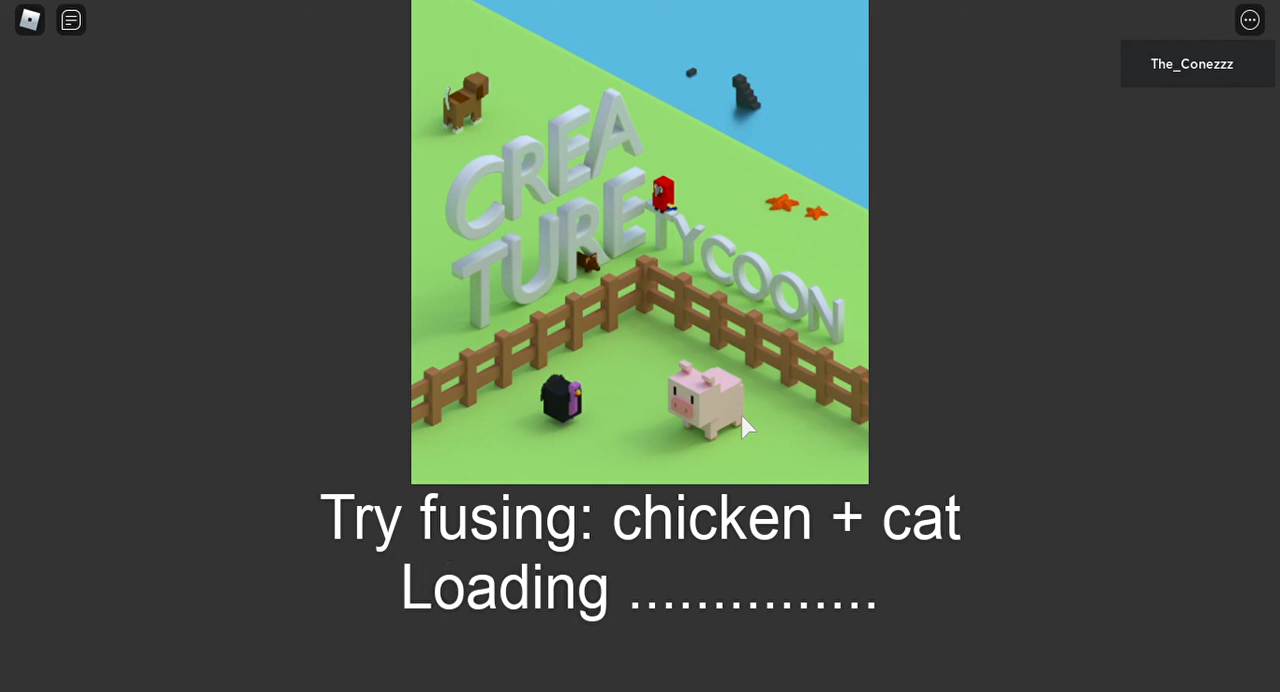 The_Conezzz
CREA
TURE
TYCOON
Try fusing: chicken + cat
Loading ...............